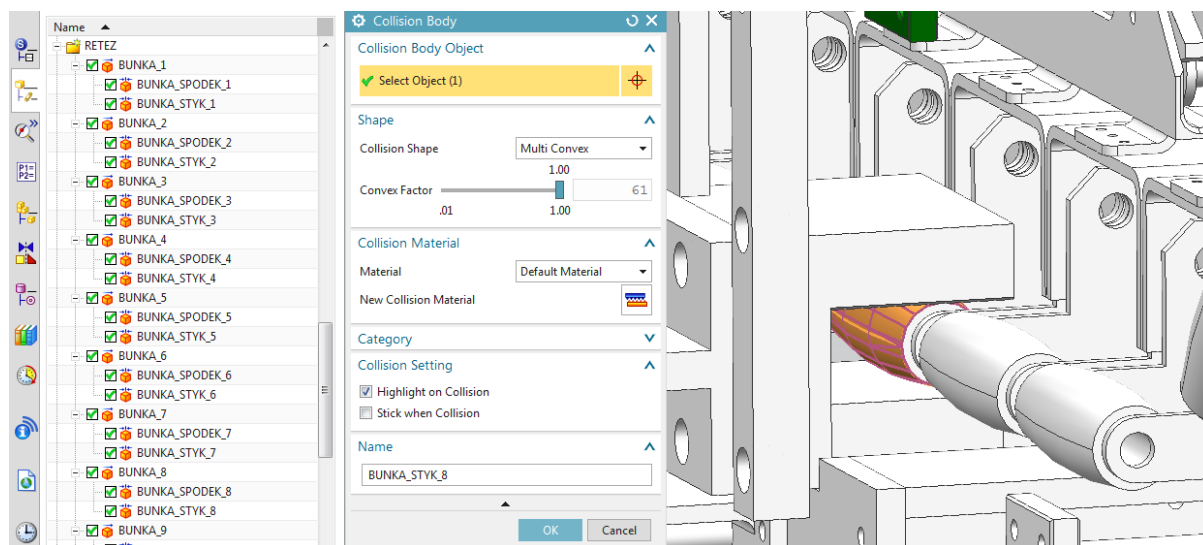 Name
RETEZ
BUNKA_1
BUNKA_SPODEK_1
BUNKA_STYK_1
BUNKA_2
BUNKA_SPODEK_2
BUNKA_STYK_2
BUNKA_3
BUNKA_SPODEK_3
BUNKA_STYK_3
BUNKA_4
BUNKA_SPODEK_4
BUNKA_STYK_4
BUNKA_5
BUNKA_SPODEK_5
BUNKA_STYK_5
BUNKA_6
BUNKA_SPODEK_6
BUNKA_STYK_6
BUNKA_7
BUNKA_SPODEK_7
BUNKA_STYK_7
BUNKA_8
BUNKA_SPODEK_8
BUNKA_STYK_8
BUNKA_9
P1=
P2=
Collision Body
Collision Body Object
Select Object (1)
Shape
Collision Shape Multi Convex
1.00
Convex Factor 61
.01 1.00
Collision Material
Material Default Material
New Collision Material
Category
Collision Setting
Highlight on Collision
Stick when Collision
Name
BUNKA_STYK_8
OK Cancel